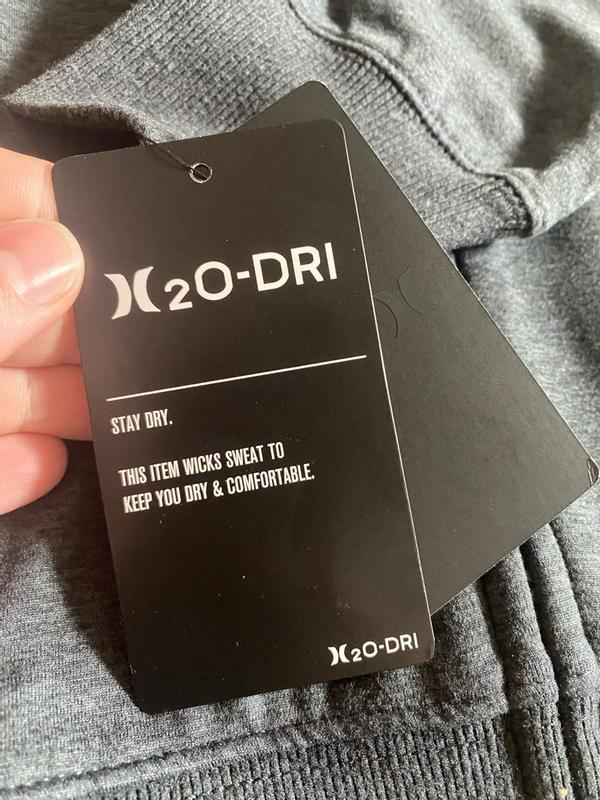 H2O-DRI
STAY DRY.
THIS ITEM WICKS SWEAT TO
KEEP YOU DRY & COMFORTABLE.
H2O-DRI